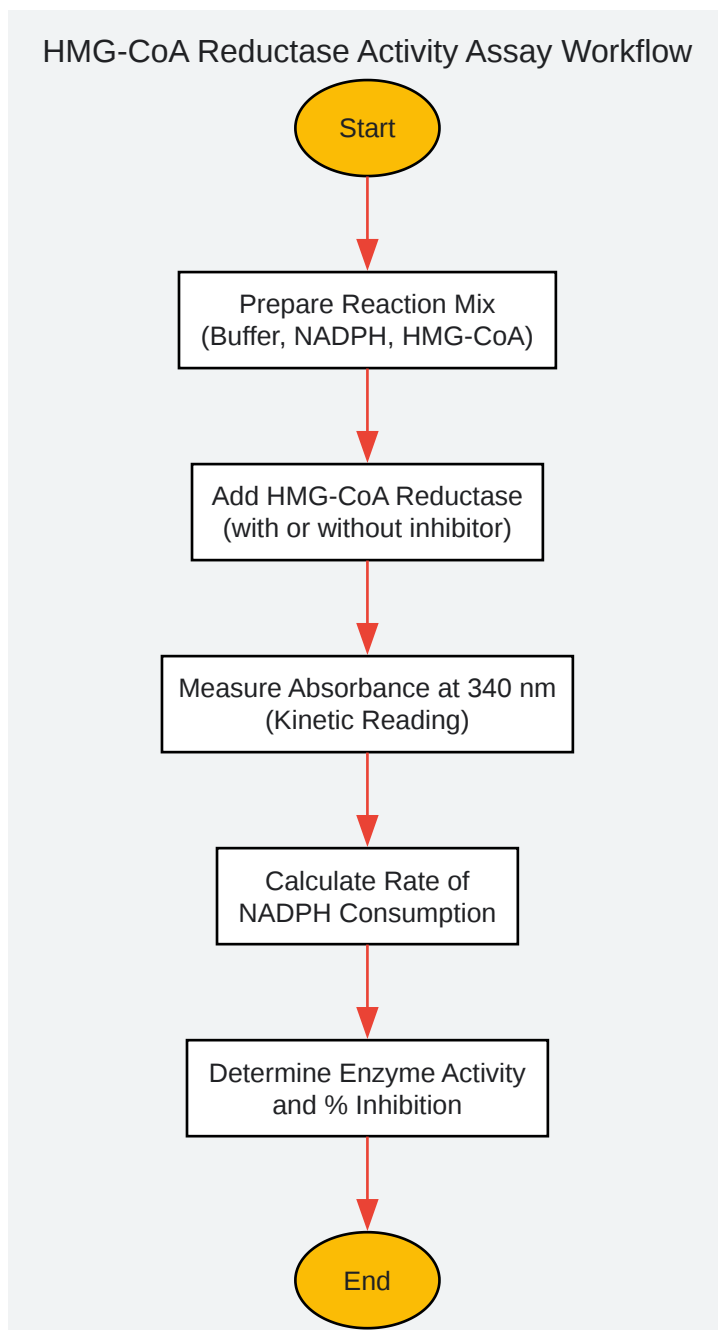 HMG-CoA Reductase Activity Assay Workflow
Start
Prepare Reaction Mix
(Buffer, NADPH, HMG-CoA)
Add HMG-CoA Reductase
(with or without inhibitor)
Measure Absorbance at 340 nm
(Kinetic Reading)
Calculate Rate of
NADPH Consumption
Determine Enzyme Activity
and % Inhibition
End